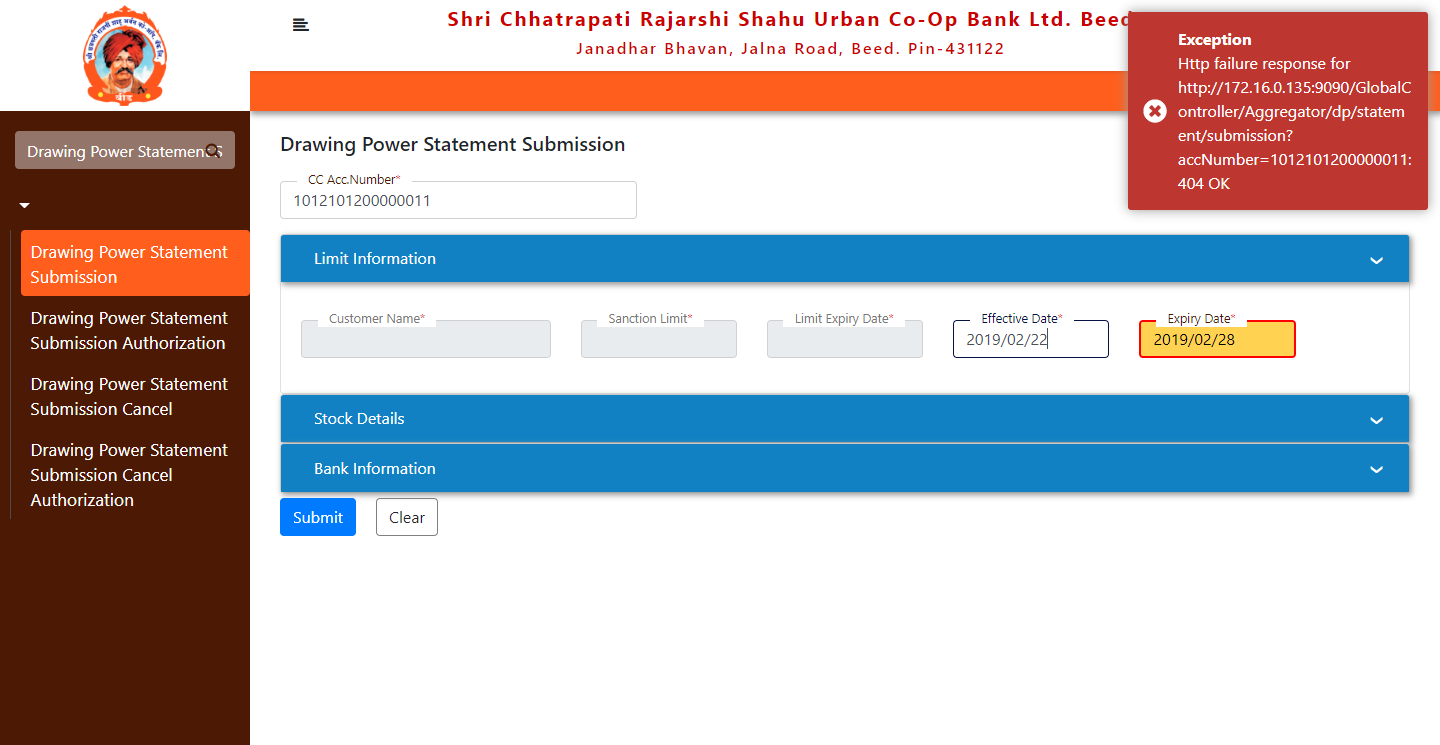 Shri Chhatrapati Rajarshi Shahu Urban Co-Op Bank Ltd. Beed
Janadhar Bhavan, Jalna Road, Beed. Pin-431122
Exception
Http failure response for
http://172.16.0.135:9090/GlobalC
ontroller/Aggregator/dp/statem
ent/submission?
accNumber=1012101200000011:
404 OK
बीड
Drawing Power Statement S
Drawing Power Statement
Submission
Drawing Power Statement
Submission Authorization
Drawing Power Statement
Submission Cancel
Drawing Power Statement
Submission Cancel
Authorization
Drawing Power Statement Submission
CC Acc.Number*
1012101200000011
Limit Information
Customer Name*
Sanction Limit*
Limit Expiry Date*
Effective Date*
2019/02/22
Expiry Date*
2019/02/28
Stock Details
Bank Information
Submit
Clear